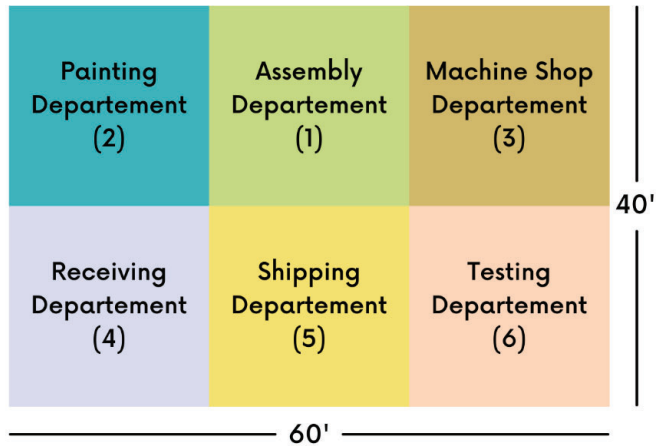 Painting
Departement
(2)
Assembly
Departement
(1)
Machine Shop
Departement
(3)
40'
Receiving
Departement
(4)
Shipping
Departement
(5)
Testing
Departement
(6)
60'